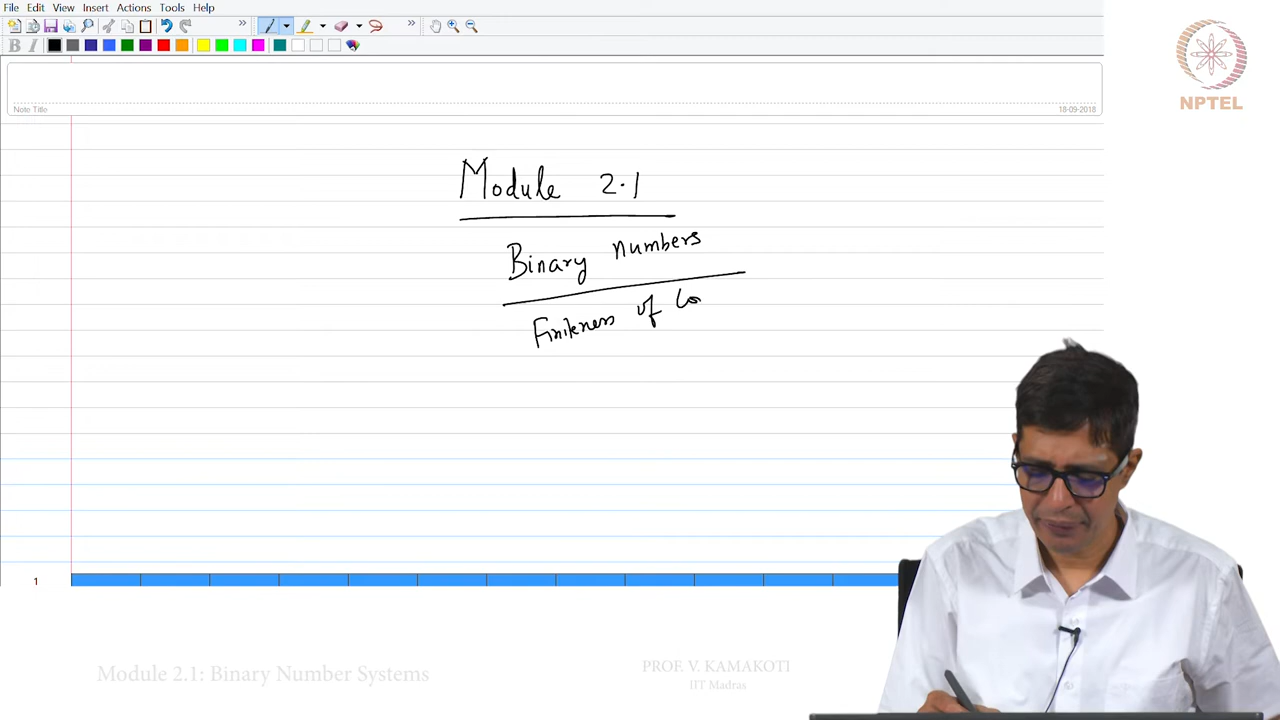 File Edit View Insert Actions Tools Help
» »
B I
Note Title
18-09-2018
NPTEL
Module 2.1
Binary Numbers
Finiteness of Co
1
Module 2.1: Binary Number Systems
PROF. V. KAMAKOTI
IIT Madras